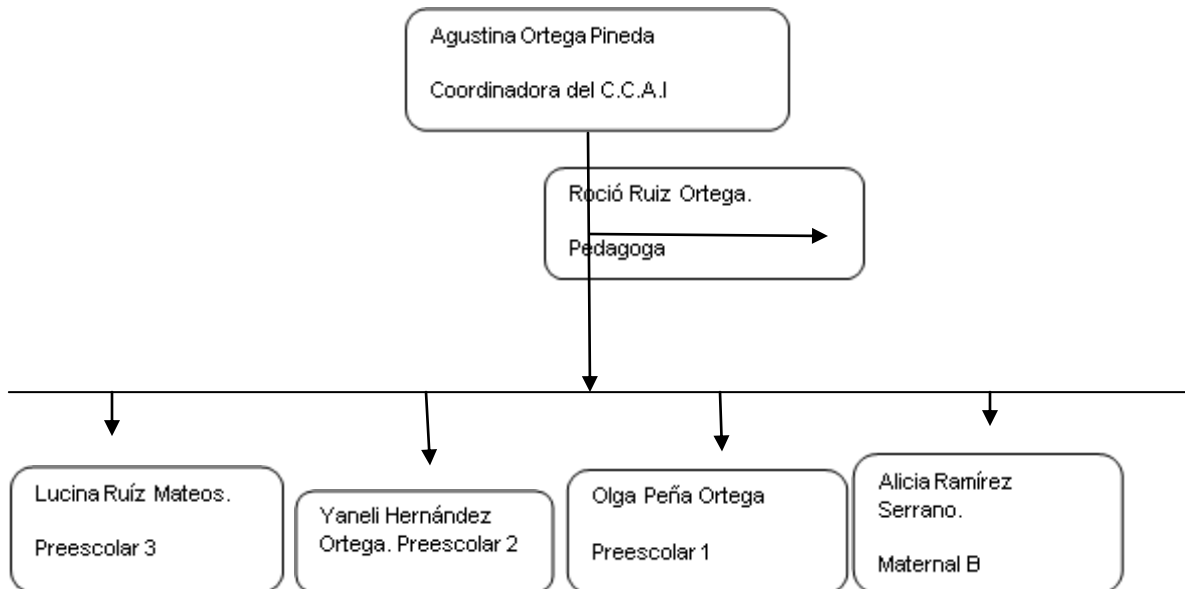 Agustina Ortega Pineda
Coordinadora del C.C.A.I
Roció Ruiz Ortega.
Pedagoga
Lucina Ruíz Mateos.
Preescolar 3
Yaneli Hernández
Ortega. Preescolar 2
Olga Peña Ortega
Preescolar 1
Alicia Ramírez
Serrano.
Maternal B